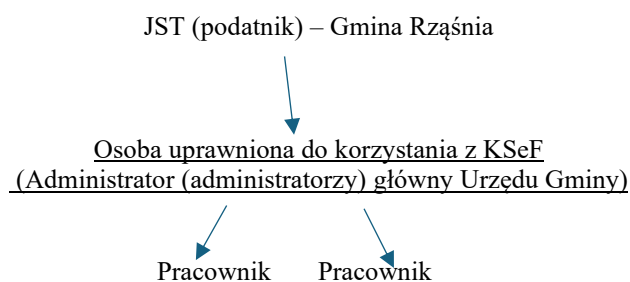 JST (podatnik) – Gmina Rząśnia
Osoba uprawniona do korzystania z KSeF
(Administrator (administratorzy) główny Urzędu Gminy)
Pracownik Pracownik